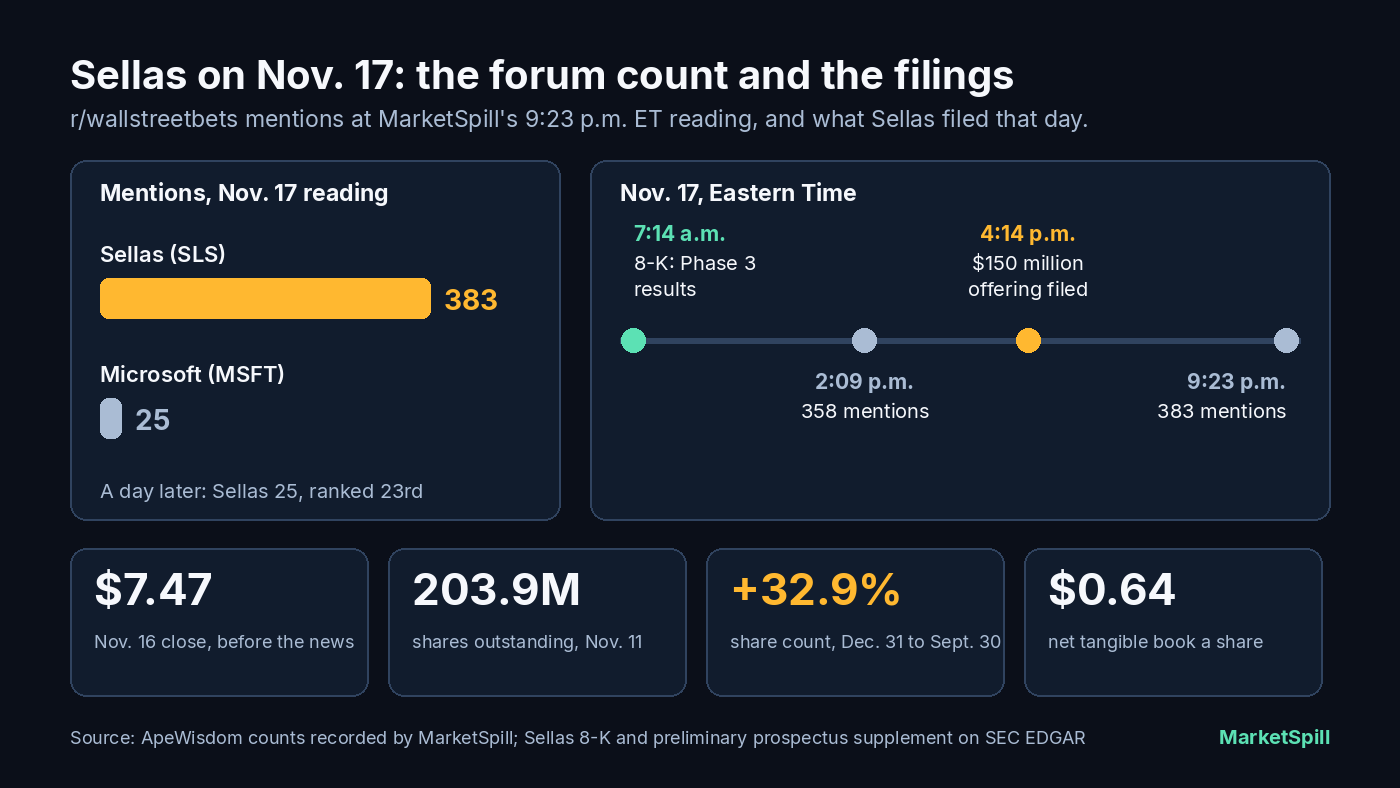 Sellas on Nov. 17: the forum count and the filings
r/wallstreetbets mentions at MarketSpill's 9:23 p.m. ET reading, and what Sellas filed that day.
Mentions, Nov. 17 reading
Sellas (SLS)
383
Microsoft (MSFT)
25
A day later: Sellas 25, ranked 23rd
Nov. 17, Eastern Time
7:14 a.m.
8-K: Phase 3
results
4:14 p.m.
$150 million
offering filed
2:09 p.m.
358 mentions
9:23 p.m.
383 mentions
$7.47
Nov. 16 close, before the news
203.9M
shares outstanding, Nov. 11
+32.9%
share count, Dec. 31 to Sept. 30
$0.64
net tangible book a share
Source: ApeWisdom counts recorded by MarketSpill; Sellas 8-K and preliminary prospectus supplement on SEC EDGAR
MarketSpill